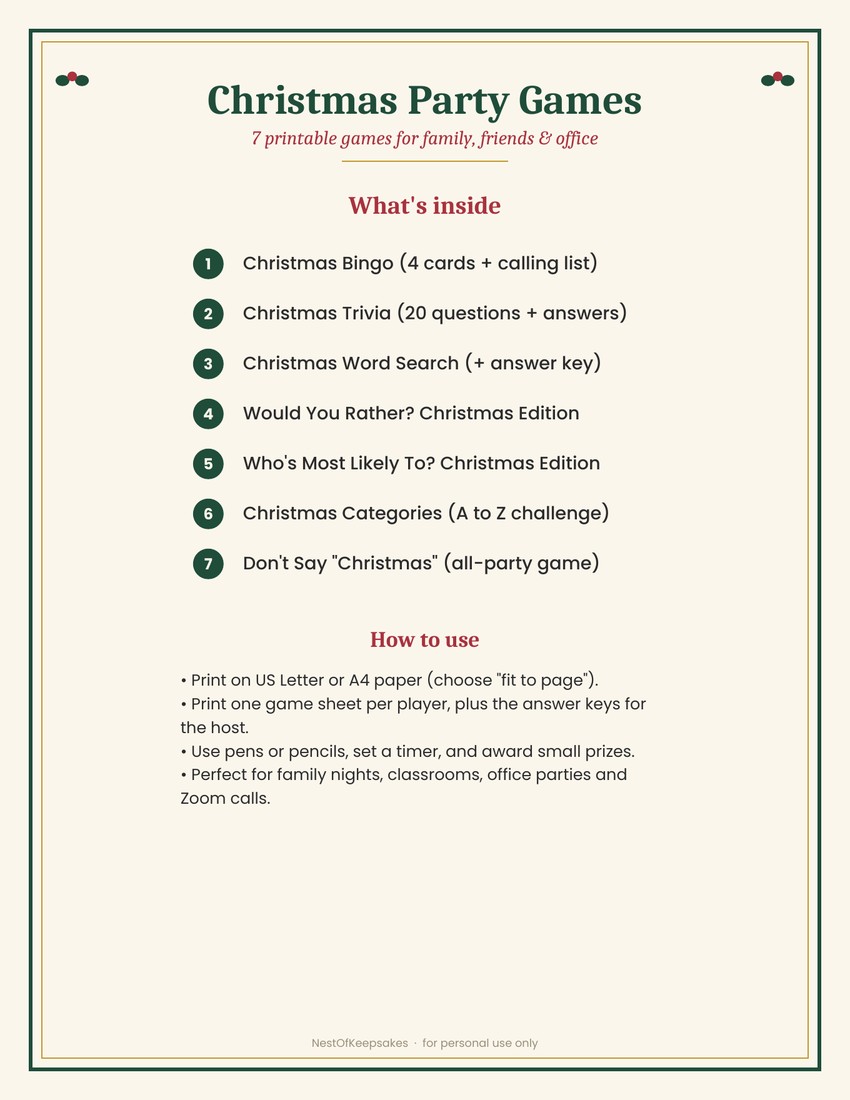 Christmas Party Games
7 printable games for family, friends & office
What's inside
1 Christmas Bingo (4 cards + calling list)
2 Christmas Trivia (20 questions + answers)
3 Christmas Word Search (+ answer key)
4 Would You Rather? Christmas Edition
5 Who's Most Likely To? Christmas Edition
6 Christmas Categories (A to Z challenge)
7 Don't Say "Christmas" (all-party game)
How to use
• Print on US Letter or A4 paper (choose "fit to page").
• Print one game sheet per player, plus the answer keys for
the host.
• Use pens or pencils, set a timer, and award small prizes.
• Perfect for family nights, classrooms, office parties and
Zoom calls.
NestOfKeepsakes · for personal use only